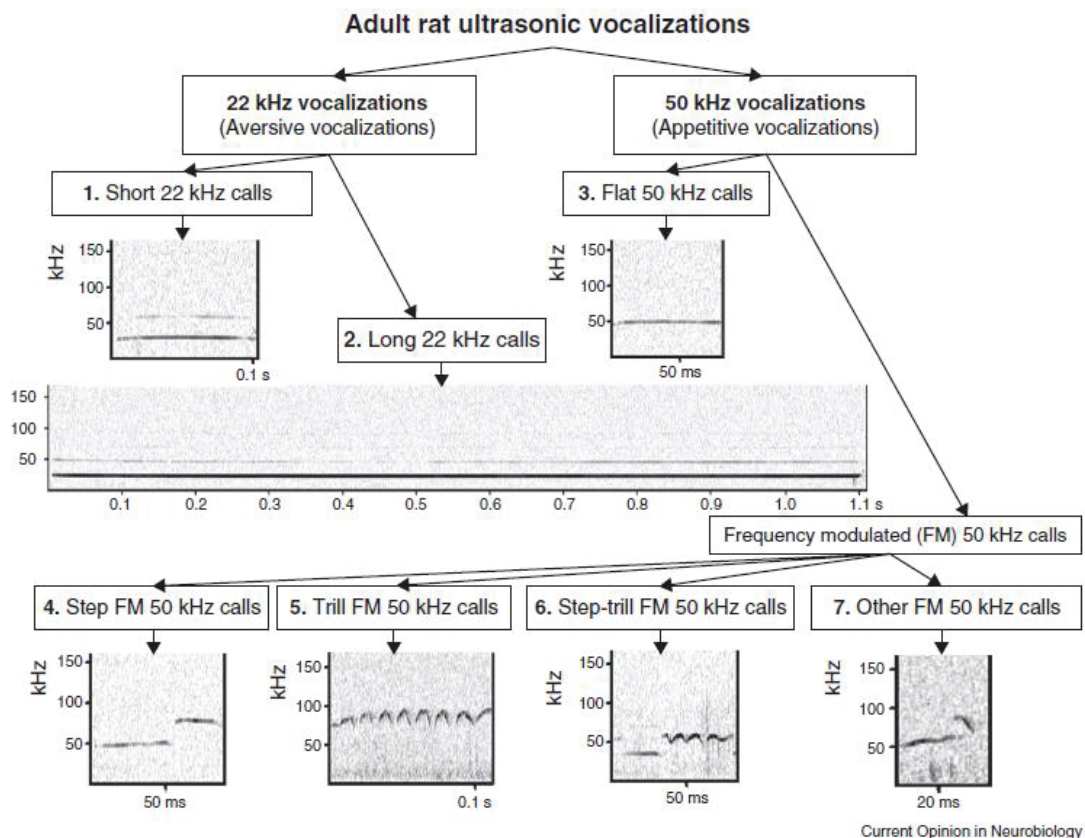 Adult rat ultrasonic vocalizations
22 kHz vocalizations
(Aversive vocalizations)
50 kHz vocalizations
(Appetitive vocalizations)
1. Short 22 kHz calls
3. Flat 50 kHz calls
kHz
150
100
50
0.1 s
kHz
150
100
50
50 ms
2. Long 22 kHz calls
150
100
50
0.1 0.2 0.3 0.4 0.5 0.6 0.7 0.8 0.9 1.0 1.1 s
Frequency modulated (FM) 50 kHz calls
4. Step FM 50 kHz calls
5. Trill FM 50 kHz calls
6. Step-trill FM 50 kHz calls
7. Other FM 50 kHz calls
kHz
150
100
50
50 ms
kHz
150
100
50
0.1 s
kHz
150
100
50
50 ms
kHz
150
100
50
20 ms
Current Opinion in Neurobiology